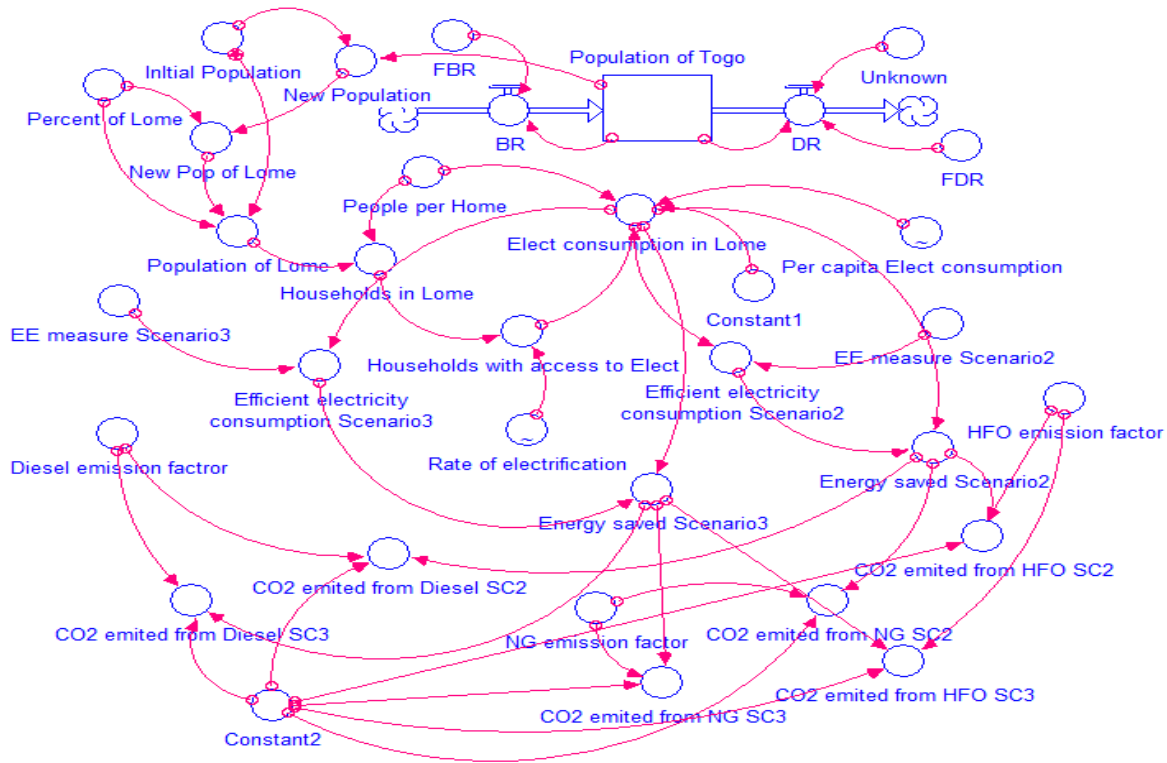 Population of Togo
InItial Population
FBR
Unknown
New Population
Percent of Lome
BR
DR
New Pop of Lome
FDR
People per Home
Elect consumption in Lome
Population of Lome
Per capita Elect consumption
Households in Lome
Constant1
EE measure Scenario3
EE measure Scenario2
Households with access to Elect
Efficient electricity
consumption Scenario3
Efficient electricity
consumption Scenario2
HFO emission factor
Diesel emission factror
Rate of electrification
Energy saved Scenario2
Energy saved Scenario3
CO2 emited from HFO SC2
CO2 emited from Diesel SC2
CO2 emited from Diesel SC3
NG emission factor
CO2 emited from NG SC2
CO2 emited from HFO SC3
CO2 emited from NG SC3
Constant2